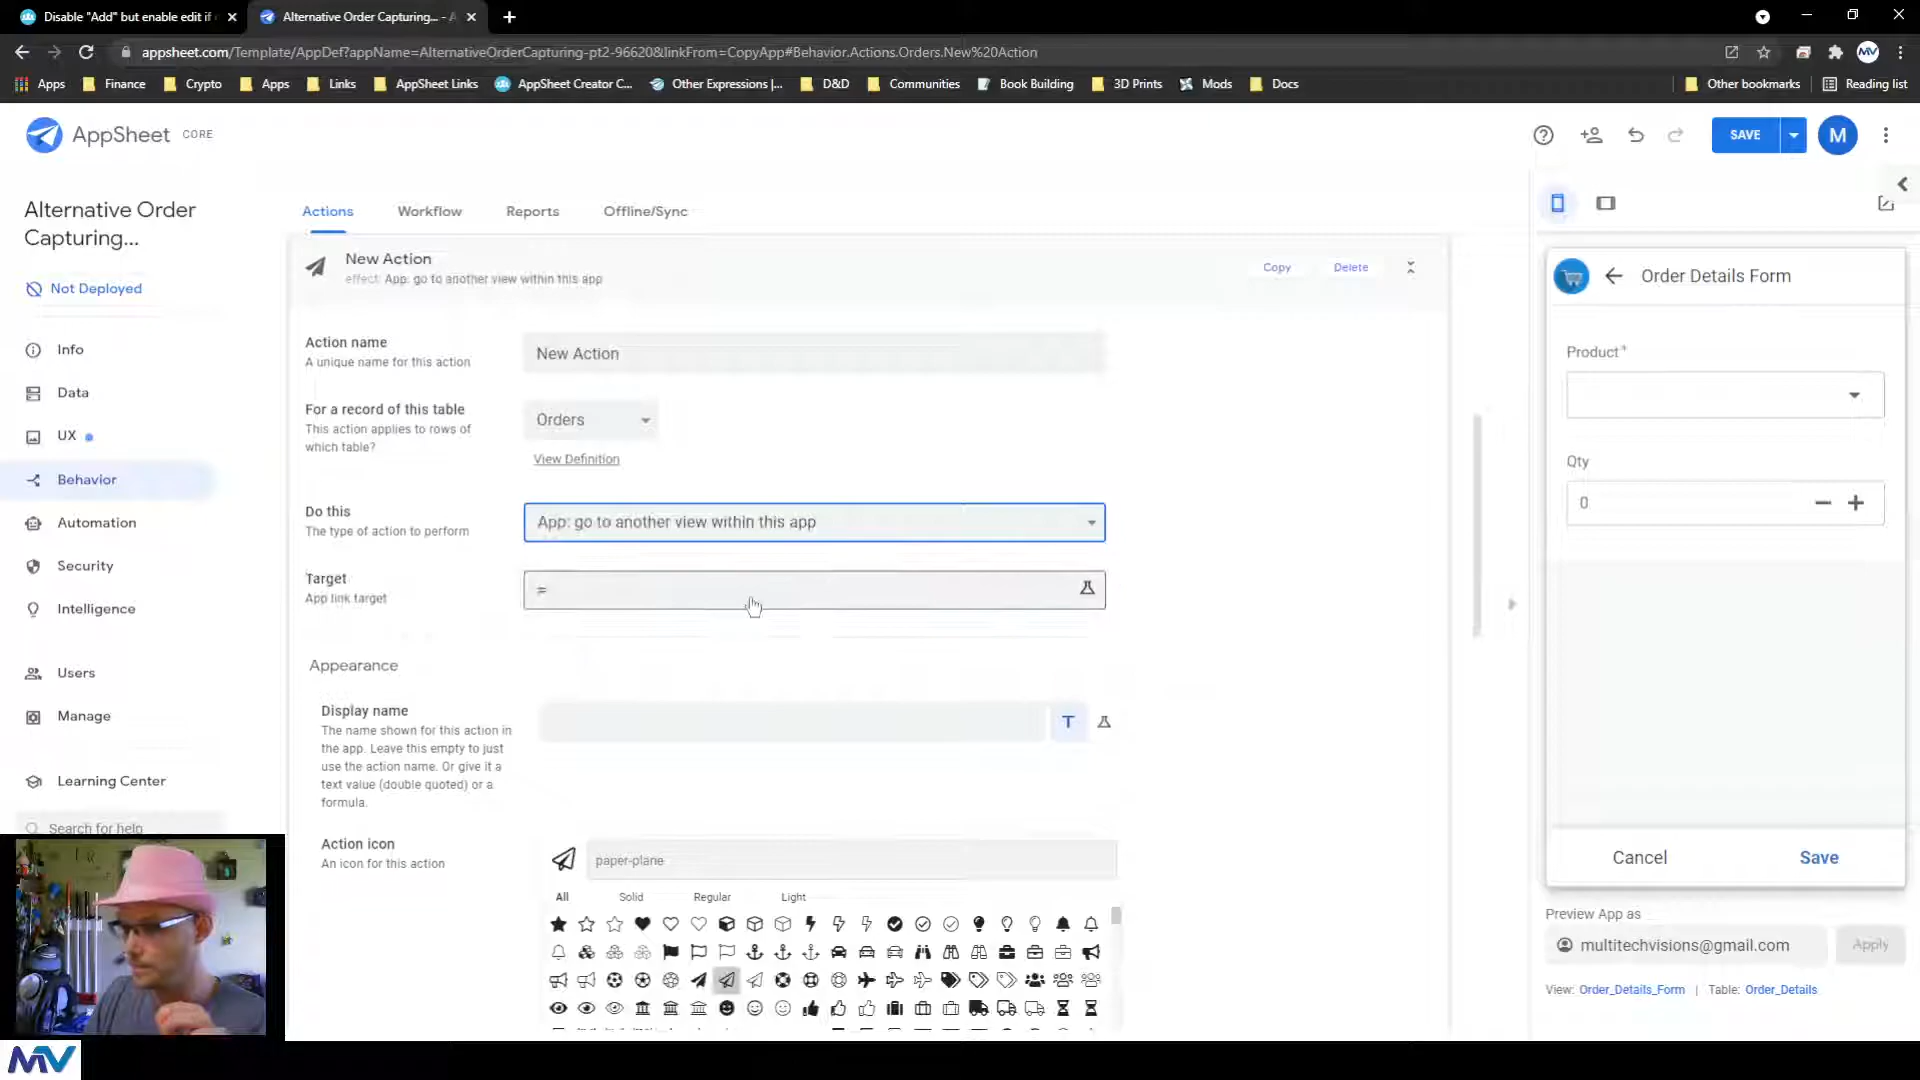 Disable "Add" but enable edit if
Alternative Order Capturing... - A
appsheet.com/Template/AppDef?appName=AlternativeOrderCapturing-pt2-96620&linkFrom=CopyApp#Behavior.Actions.Orders.New%20Action
MV
Apps Finance Crypto Apps Links AppSheet Links AppSheet Creator C... Other Expressions |... D&D Communities Book Building 3D Prints Mods Docs Other bookmarks Reading list
AppSheet CORE
SAVE
M
Alternative Order
Capturing...
Not Deployed
Info
Data
UX
Behavior
Automation
Security
Intelligence
Users
Manage
Learning Center
Search for help
Actions Workflow Reports Offline/Sync
New Action
effect: App: go to another view within this app
Copy Delete
Action name
A unique name for this action
New Action
For a record of this table
This action applies to rows of
which table?
Orders
View Definition
Do this
The type of action to perform
App: go to another view within this app
Target
App link target
=
Appearance
Display name
The name shown for this action in
the app. Leave this empty to just
use the action name. Or give it a
text value (double quoted) or a
formula.
T
Action icon
An icon for this action
paper-plane
All Solid Regular Light
Order Details Form
Product*
Qty
0
Cancel Save
Preview App as
multitechvisions@gmail.com
Apply
View: Order_Details_Form | Table: Order_Details
MV